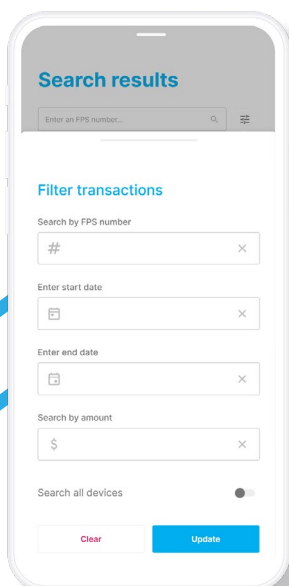 Search results
Enter an FPS number...
Filter transactions
Search by FPS number
#
Enter start date
Enter end date
Search by amount
$
Search all devices
Clear
Update